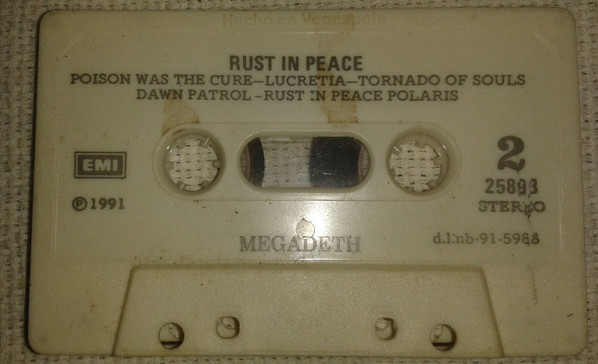 Hecho en Venezuela
RUST IN PEACE
POISON WAS THE CURE–LUCRETIA–TORNADO OF SOULS
DAWN PATROL–RUST IN PEACE POLARIS
EMI
2
25893
STEREO
℗1991
MEGADETH
d.l:nb-91-5988